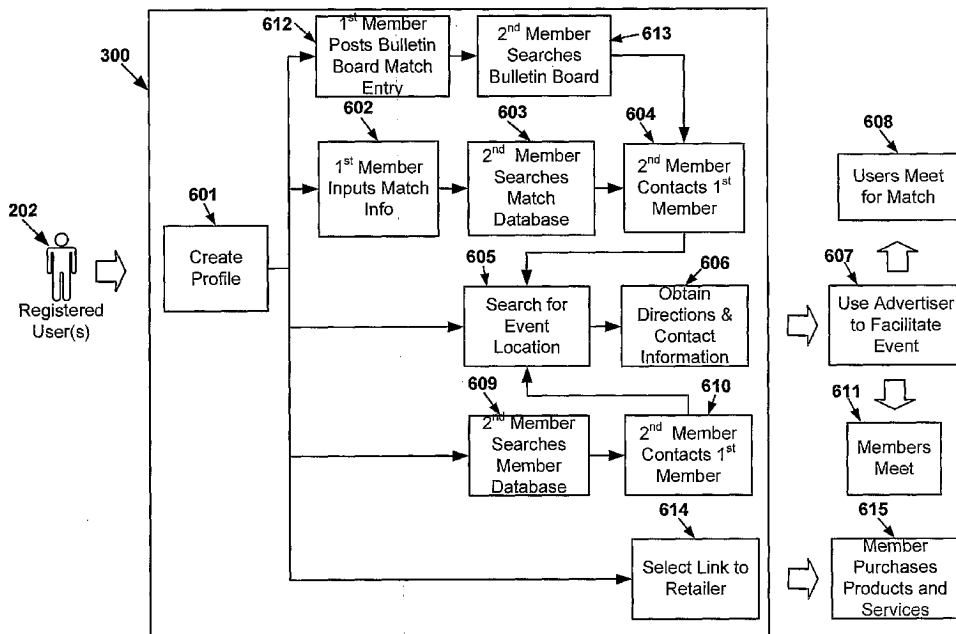 612
1st Member
Posts Bulletin
Board Match
Entry
2nd Member
Searches
Bulletin Board
613
300
602
1st Member
Inputs Match
Info
603
2nd Member
Searches
Match
Database
604
2nd Member
Contacts 1st
Member
608
Users Meet
for Match
202
Registered
User(s)
601
Create
Profile
605
Search for
Event
Location
606
Obtain
Directions &
Contact
Information
607
Use Advertiser
to Facilitate
Event
609
2nd Member
Searches
Member
Database
610
2nd Member
Contacts 1st
Member
611
Members
Meet
614
Select Link to
Retailer
615
Member
Purchases
Products and
Services